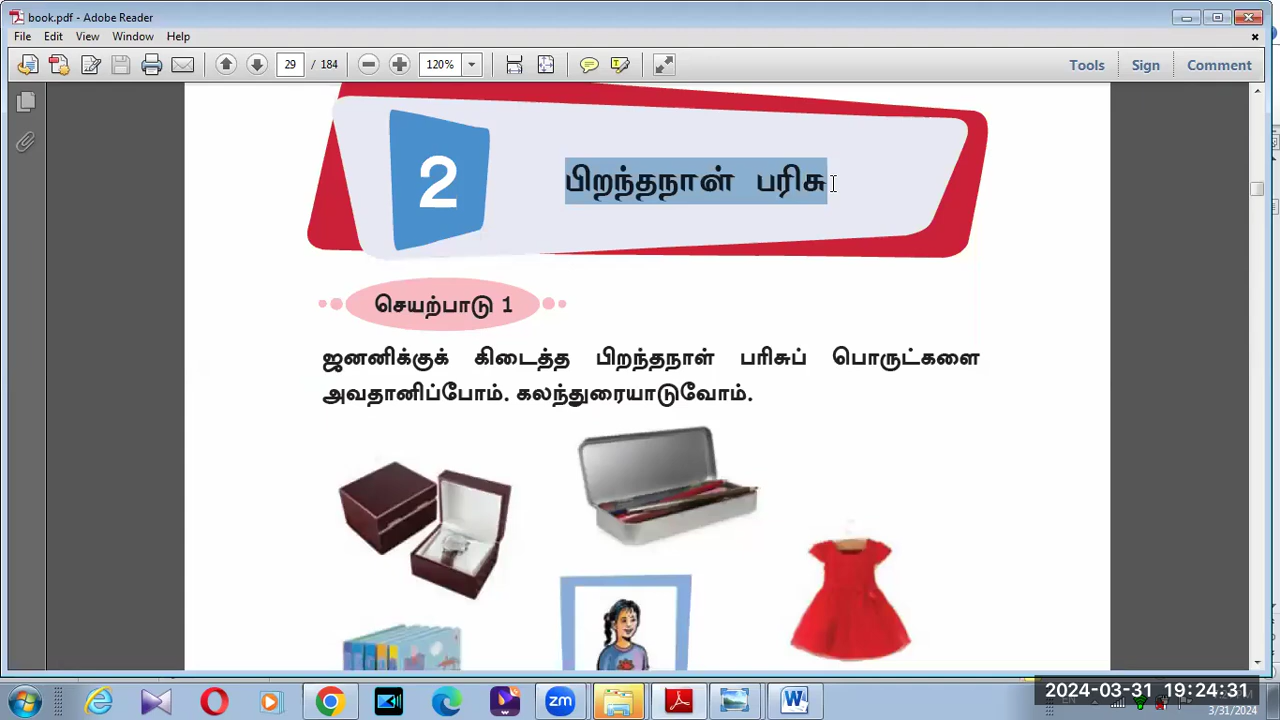 book.pdf - Adobe Reader
File Edit View Window Help
29 / 184 120% Tools Sign Comment
2 பிறந்தநாள் பரிசு
செயற்பாடு 1
ஜனனிக்குக் கிடைத்த பிறந்தநாள் பரிசுப் பொருட்களை
அவதானிப்போம். கலந்துரையாடுவோம்.
2024-03-31 19:24:31
3/31/2024